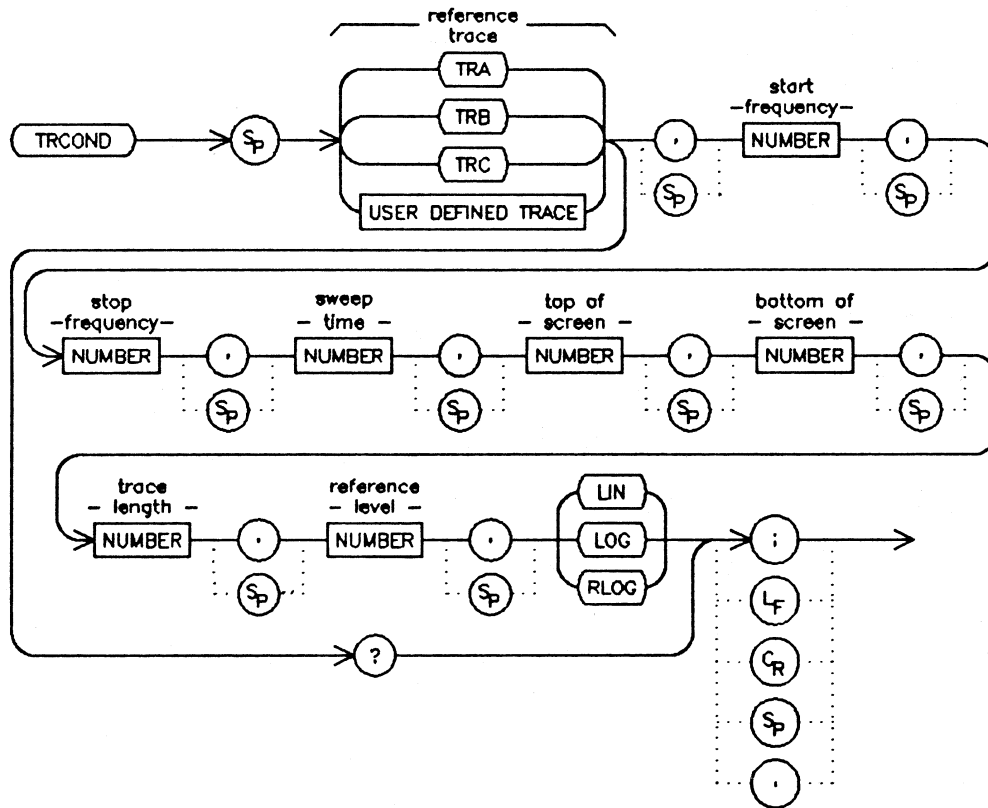 reference
trace
TRA
TRB
TRC
USER DEFINED TRACE
TRCOND
SP
,
SP
start
frequency
NUMBER
,
SP
stop
frequency
NUMBER
,
SP
sweep
time
NUMBER
,
SP
top of
screen
NUMBER
,
SP
bottom of
screen
NUMBER
,
SP
trace
length
NUMBER
,
SP
reference
level
NUMBER
,
SP
LIN
LOG
RLOG
?
;
LF
CR
SP
,